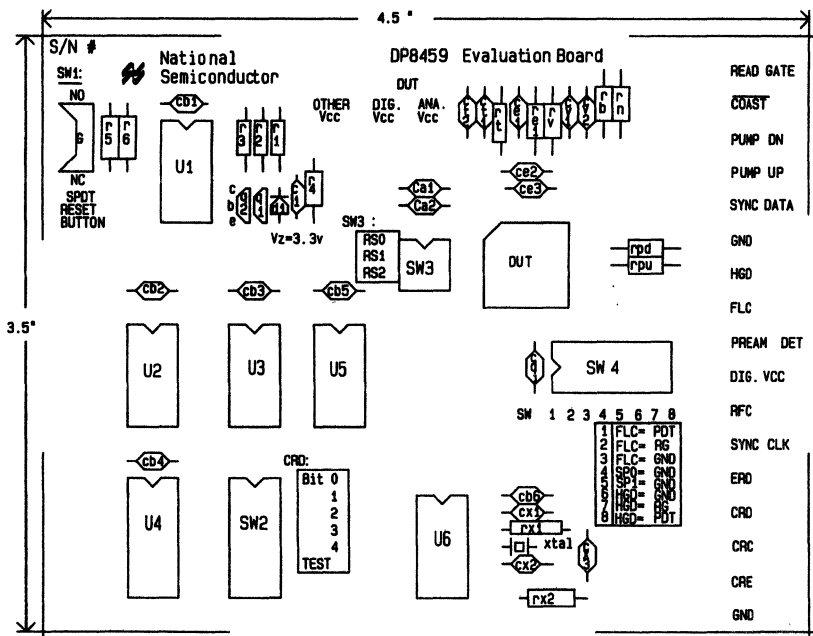 4.5 "
S/N #
National
Semiconductor
DP8459 Evaluation Board
SW1:
NO
G
NC
SPDT
RESET
BUTTON
r5
r6
cb1
U1
r3
r2
r1
c
b
e
q2
q1
d1
r4
Vz=3.3v
OTHER
Vcc
DUT
DIG.
Vcc
ANA.
Vcc
rt
rv
rb
rn
Ca1
Ca2
ce2
ce3
SW3 :
RS0
RS1
RS2
SW3
DUT
rpd
rpu
3.5"
cb2
cb3
cb5
U2
U3
U5
SW 4
SW 1 2 3 4 5 6 7 8
1 FLC= PDT
2 FLC= RG
3 FLC= GND
4 SP0= GND
5 SP1= GND
6 HGD= GND
7 HGD= RG
8 HGD= PDT
cb4
CRD:
Bit 0
1
2
3
4
TEST
U4
SW2
U6
cb6
cx1
rx1
xtal
cx2
rx2
READ GATE
COAST
PUMP DN
PUMP UP
SYNC DATA
GND
HGD
FLC
PREAM DET
DIG. VCC
RFC
SYNC CLK
ERD
CRD
CRC
CRE
GND